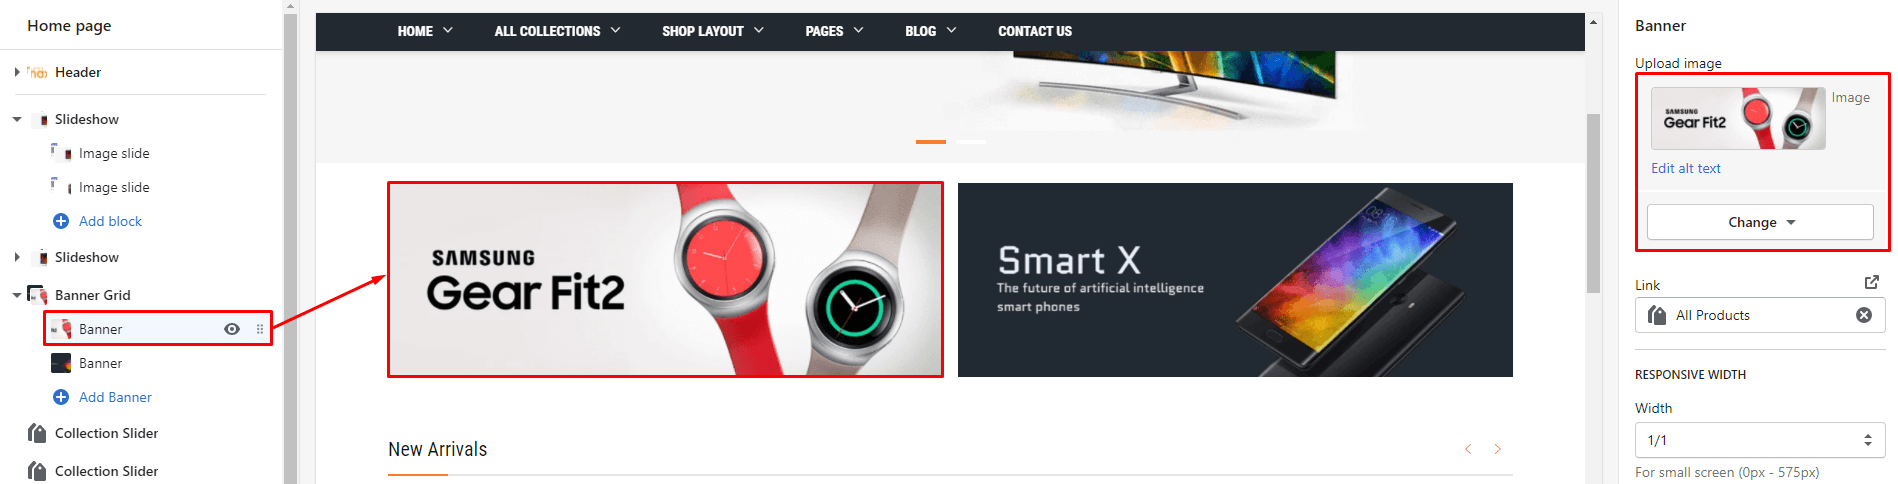 Home page
Header
Slideshow
Image slide
Image slide
Add block
Slideshow
Banner Grid
Banner
Banner
Add Banner
Collection Slider
Collection Slider
HOME
ALL COLLECTIONS
SHOP LAYOUT
PAGES
BLOG
CONTACT US
SAMSUNG
Gear Fit2
Smart X
The future of artificial intelligence
smart phones
New Arrivals
Banner
Upload image
SAMSUNG
Gear Fit2
Image
Edit alt text
Change
Link
All Products
RESPONSIVE WIDTH
Width
1/1
For small screen (0px - 575px)